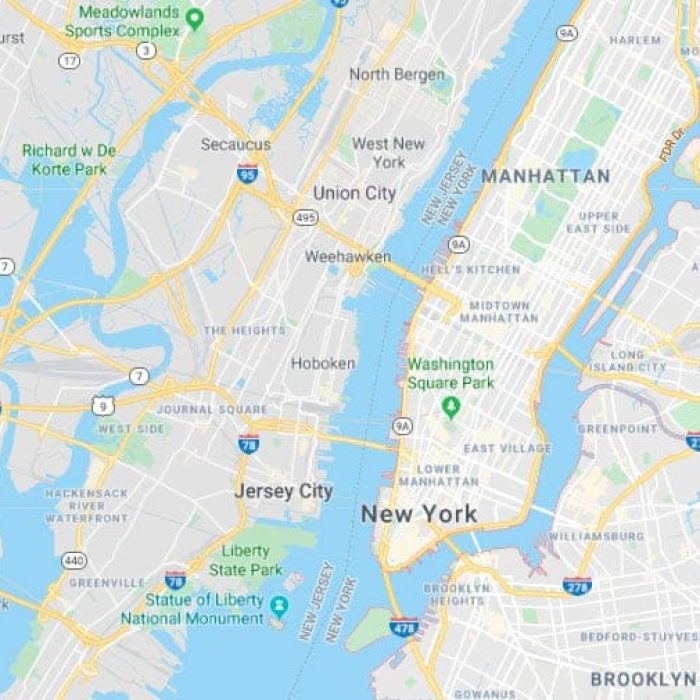 Meadowlands
Sports Complex
95
9A
HARLEM
MO
urst
3
17
North Bergen
FDR Dr
Secaucus
West New
York
Richard w De
Korte Park
95
NEW JERSEY
NEW YORK
MANHATTAN
Union City
495
UPPER
EAST SIDE
9A
Weehawken
7
HELL'S KITCHEN
A
MIDTOWN
MANHATTAN
THE HEIGHTS
Hoboken
Washington
Square Park
LONG
ISLAND CITY
7
9
JOURNAL SQUARE
WEST SIDE
9A
GREENPOINT
78
EAST VILLAGE
27
LOWER
MANHATTAN
Jersey City
HACKENSACK
RIVER
WATERFRONT
New York
WILLIAMSBURG
Liberty
State Park
440
GREENVILLE
78
NEW JERSEY
NEW YORK
BROOKLYN
HEIGHTS
278
rk
Statue of Liberty
National Monument
478
BEDFORD-STUYVES
BROOKLYN
GOWANUS